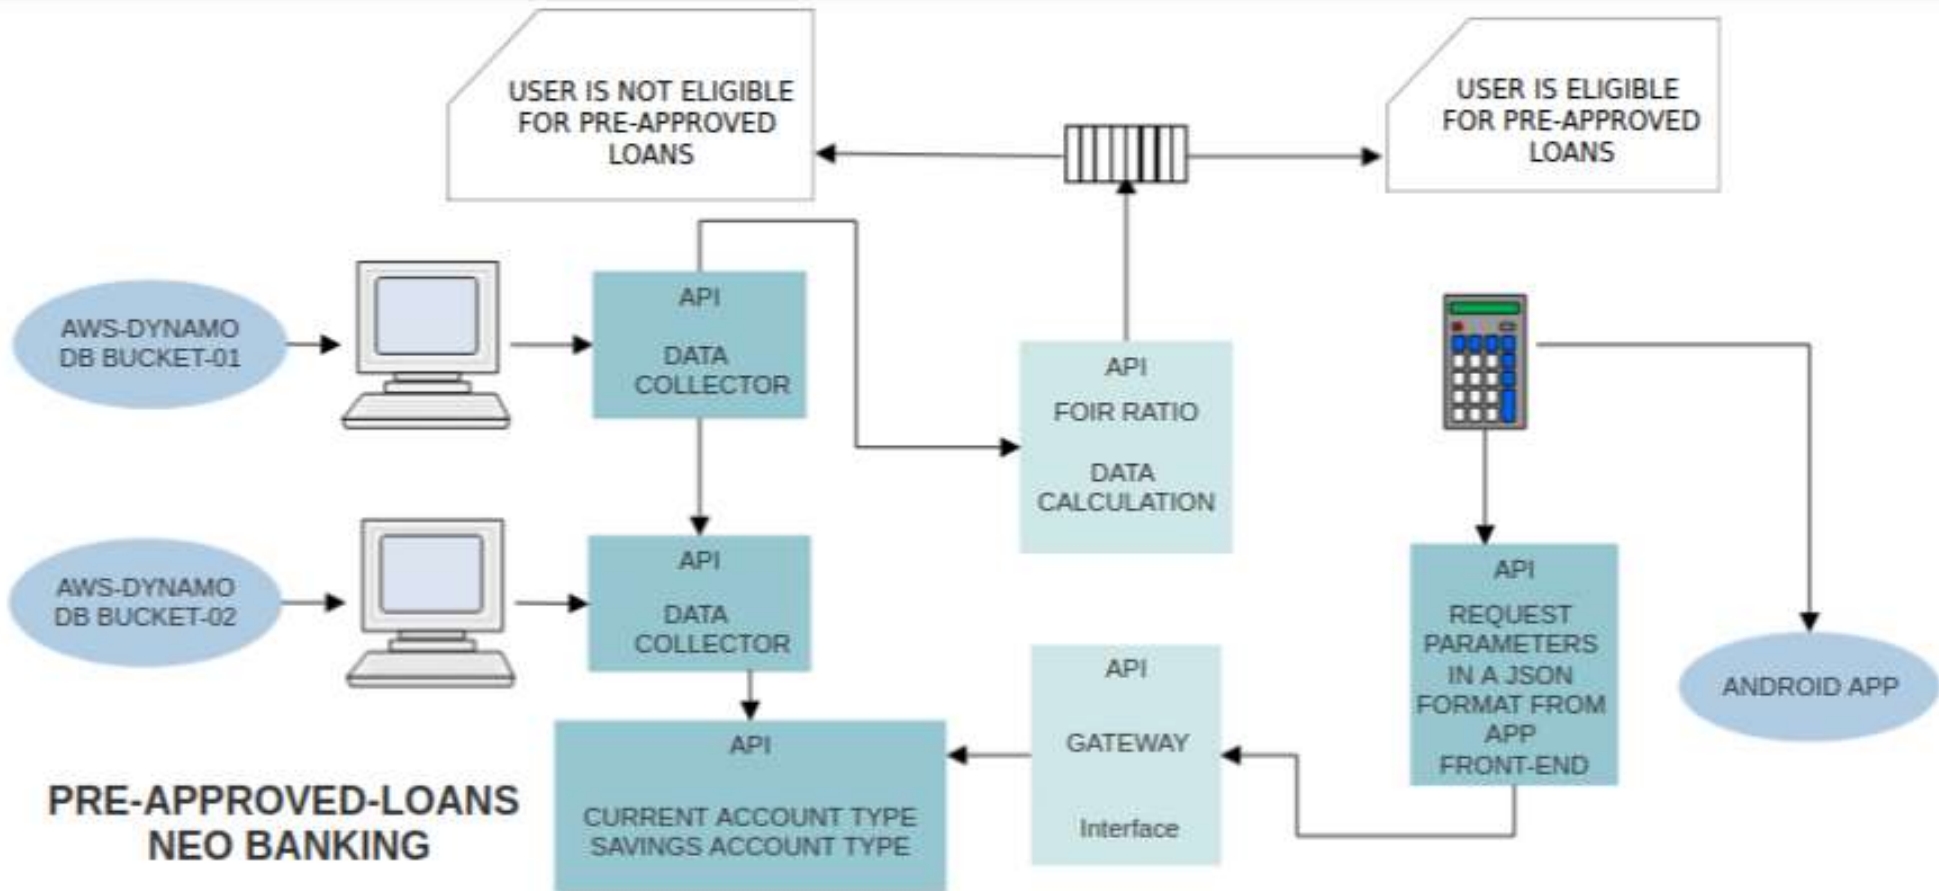 USER IS NOT ELIGIBLE
FOR PRE-APPROVED
LOANS
USER IS ELIGIBLE
FOR PRE-APPROVED
LOANS
AWS-DYNAMO
DB BUCKET-01
API
DATA
COLLECTOR
API
FOIR RATIO
DATA
CALCULATION
AWS-DYNAMO
DB BUCKET-02
API
DATA
COLLECTOR
API
REQUEST
PARAMETERS
IN A JSON
FORMAT FROM
APP
FRONT-END
ANDROID APP
API
GATEWAY
Interface
API
CURRENT ACCOUNT TYPE
SAVINGS ACCOUNT TYPE
PRE-APPROVED-LOANS
NEO BANKING